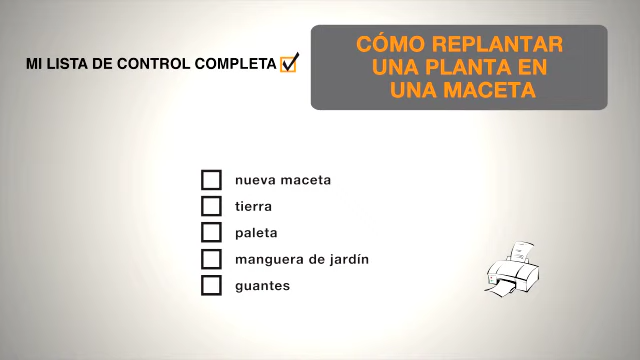 MI LISTA DE CONTROL COMPLETA
CÓMO REPLANTAR
UNA PLANTA EN
UNA MACETA
nueva maceta
tierra
paleta
manguera de jardín
guantes